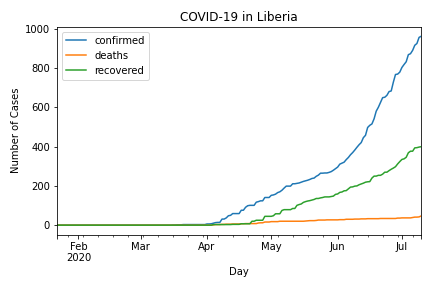 COVID-19 in Liberia
confirmed
deaths
recovered
1000
800
600
400
200
0
Number of Cases
Feb Mar Apr May Jun Jul
2020
Day